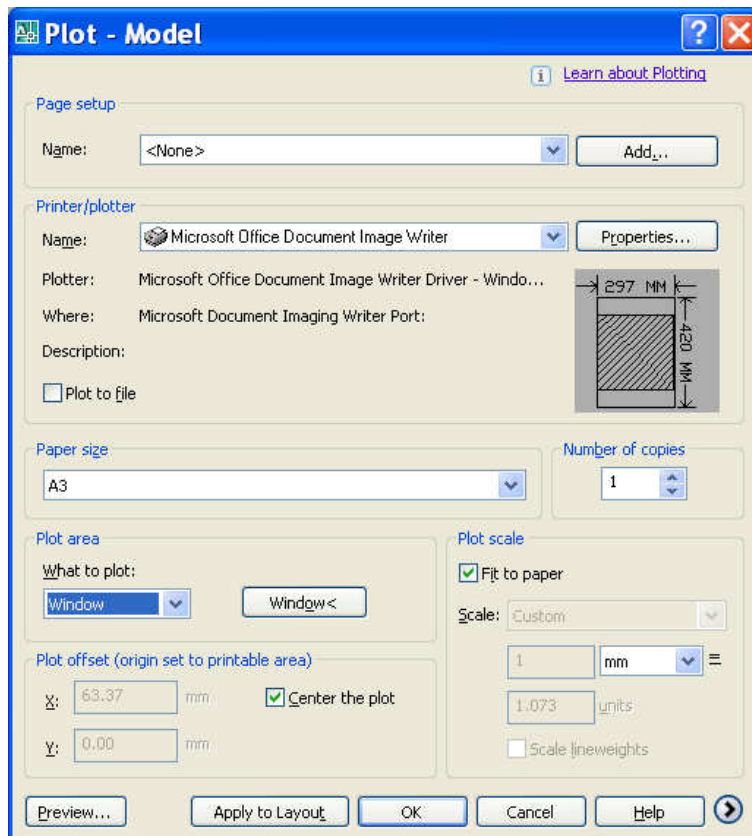 Plot - Model
Learn about Plotting
Page setup
Name: <None> Add...
Printer/plotter
Name: Microsoft Office Document Image Writer Properties...
Plotter: Microsoft Office Document Image Writer Driver - Windo...
Where: Microsoft Document Imaging Writer Port:
Description:
Plot to file
297 MM
420 MM
Paper size
A3
Number of copies
1
Plot area
What to plot:
Window Window<
Plot scale
Fit to paper
Scale: Custom
1 mm =
1.073 units
Scale lineweights
Plot offset (origin set to printable area)
X: 63.37 mm Center the plot
Y: 0.00 mm
Preview... Apply to Layout OK Cancel Help